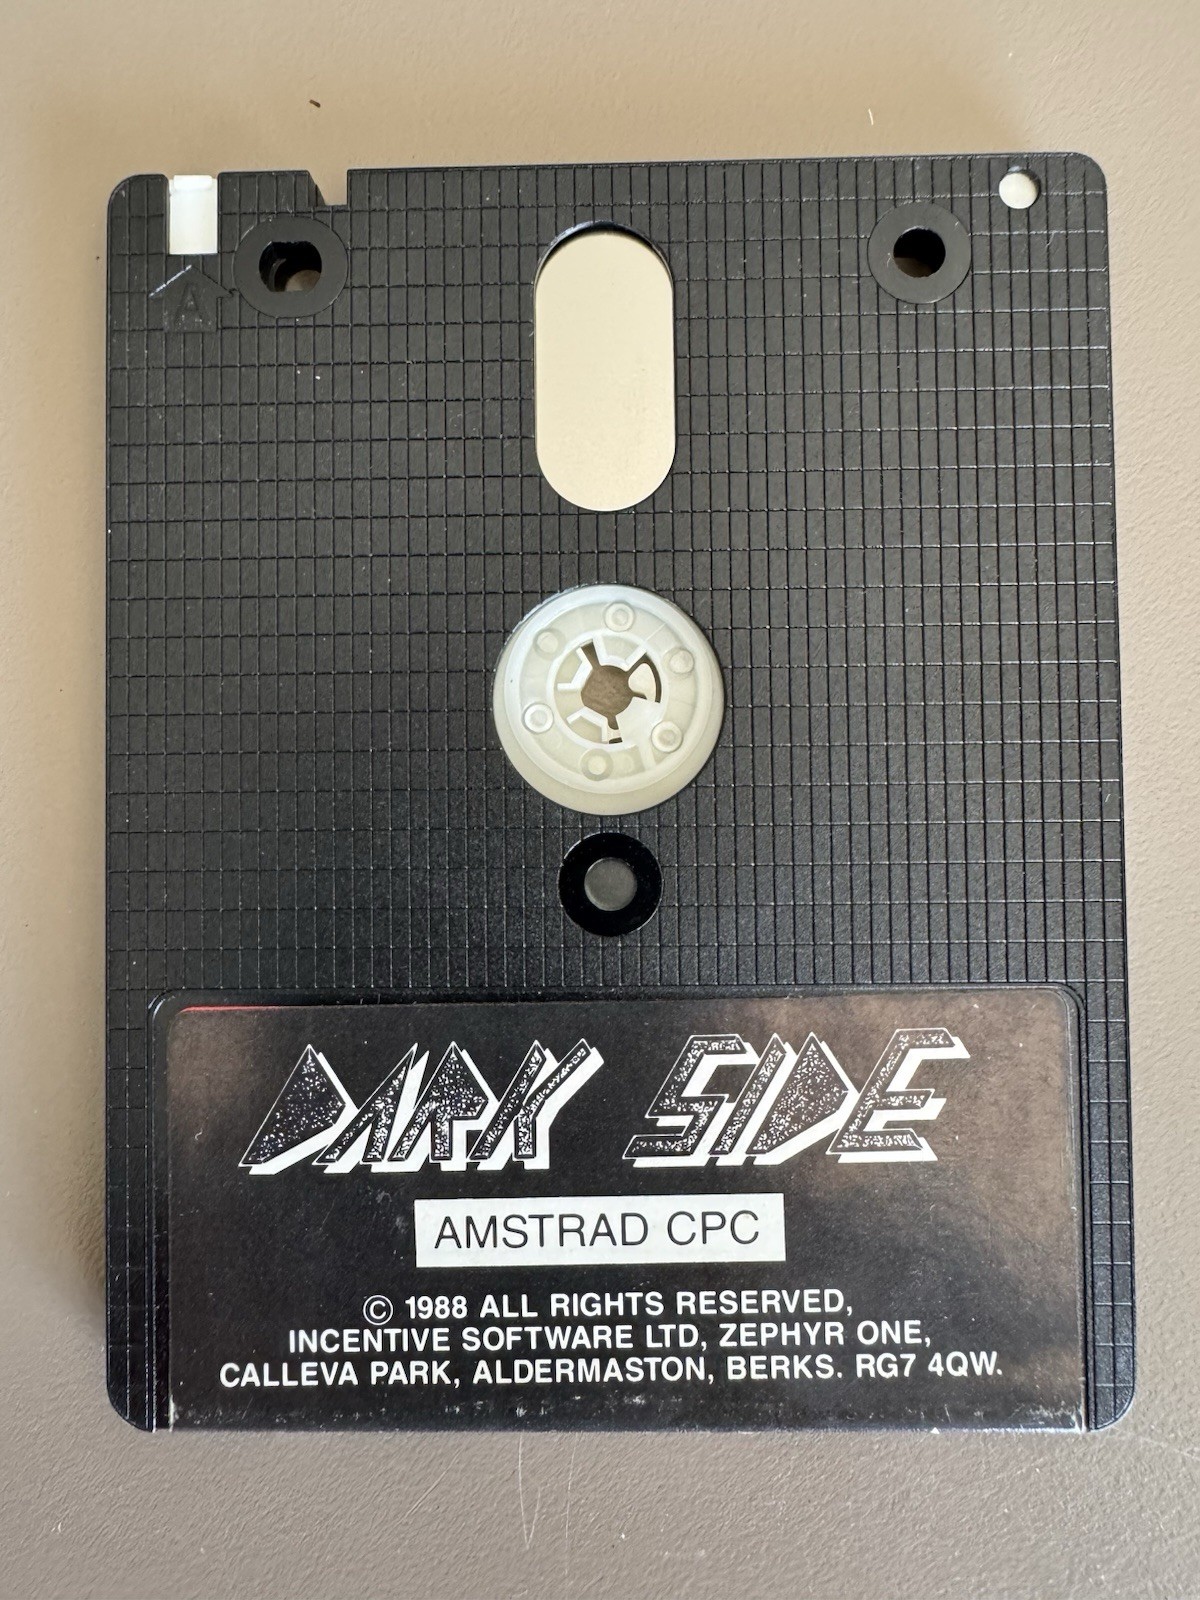 A
DARK SIDE
AMSTRAD CPC
© 1988 ALL RIGHTS RESERVED,
INCENTIVE SOFTWARE LTD, ZEPHYR ONE,
CALLEVA PARK, ALDERMASTON, BERKS. RG7 4QW.